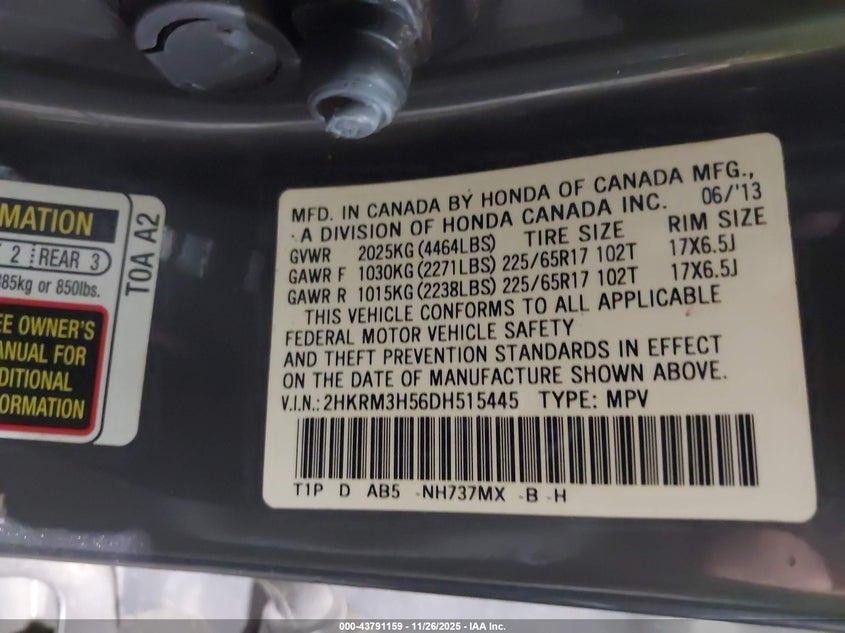 MFD. IN CANADA BY HONDA OF CANADA MFG.,
A DIVISION OF HONDA CANADA INC. 06/'13
GVWR 2025KG (4464LBS) TIRE SIZE RIM SIZE
GAWR F 1030KG (2271LBS) 225/65R17 102T 17X6.5J
GAWR R 1015KG (2238LBS) 225/65R17 102T 17X6.5J
THIS VEHICLE CONFORMS TO ALL APPLICABLE
FEDERAL MOTOR VEHICLE SAFETY
AND THEFT PREVENTION STANDARDS IN EFFECT
ON THE DATE OF MANUFACTURE SHOWN ABOVE.
V.I.N.: 2HKRM3H56DH515445 TYPE: MPV
T1P D AB5 -NH737MX -B -H
MATION
2 REAR 3
385kg or 850lbs.
TOA A2
EE OWNER'S
ANUAL FOR
DITIONAL
FORMATION
000-43791159 - 11/26/2025 - IAA Inc.